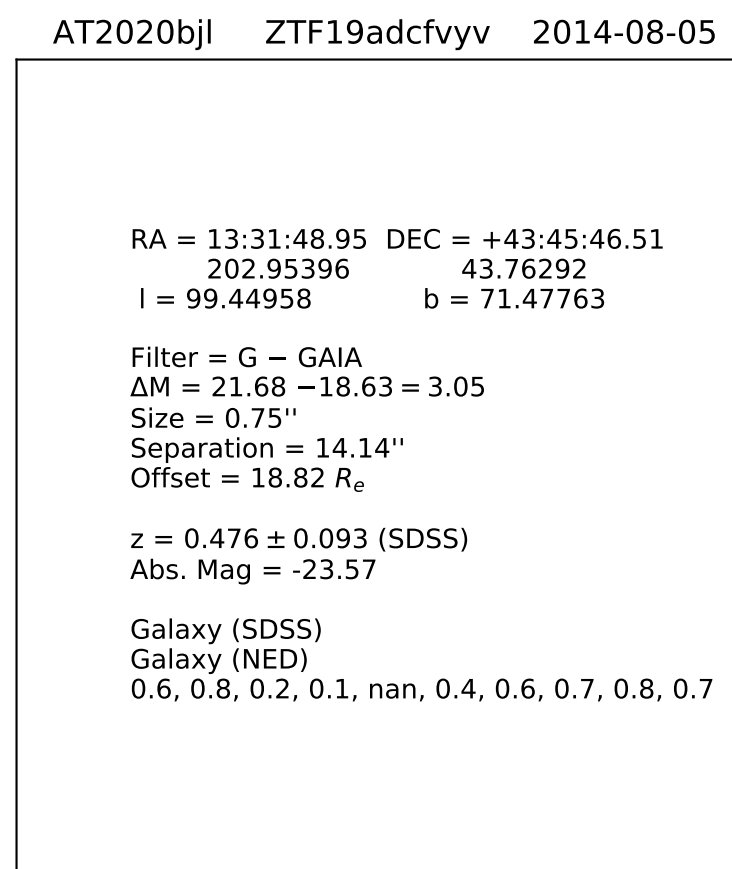 AT2020bjl ZTF19adcfvyv 2014-08-05
RA = 13:31:48.95 DEC = +43:45:46.51
202.95396 43.76292
l = 99.44958 b = 71.47763
Filter = G − GAIA
ΔM = 21.68 −18.63 = 3.05
Size = 0.75''
Separation = 14.14''
Offset = 18.82 Re
z = 0.476 ± 0.093 (SDSS)
Abs. Mag = -23.57
Galaxy (SDSS)
Galaxy (NED)
0.6, 0.8, 0.2, 0.1, nan, 0.4, 0.6, 0.7, 0.8, 0.7